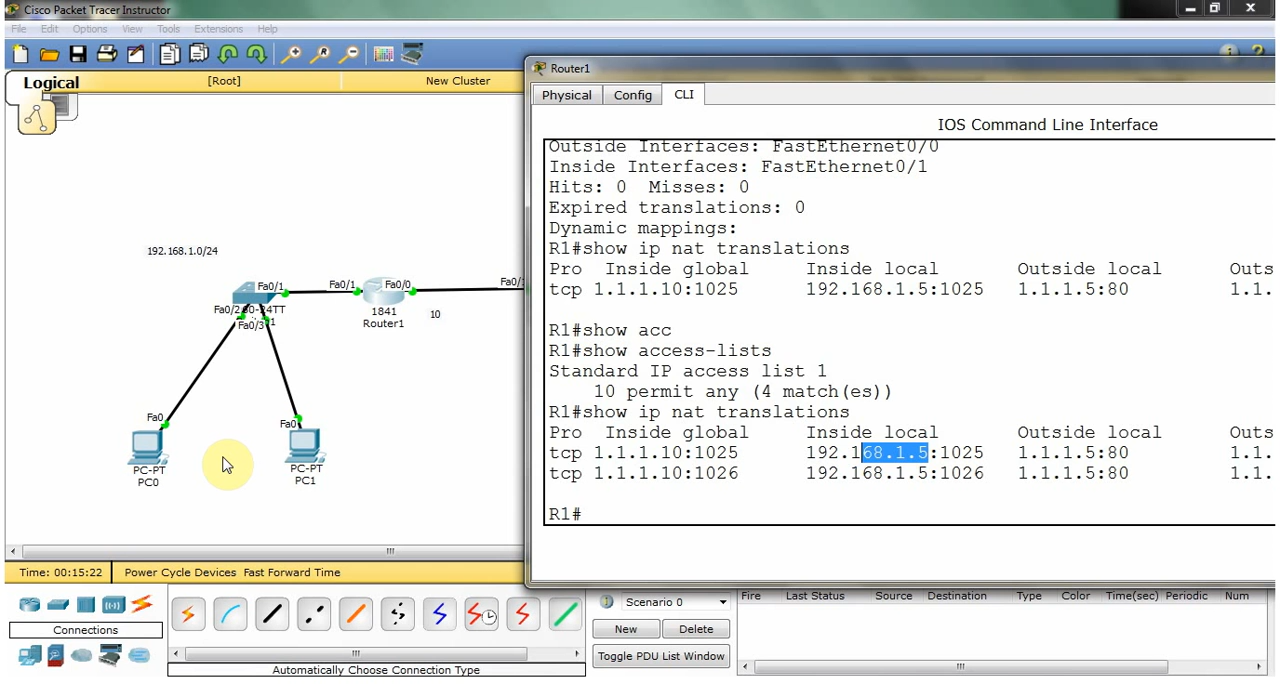 Cisco Packet Tracer Instructor
File Edit Options View Tools Extensions Help
Logical
[Root]
New Cluster
192.168.1.0/24
Fa0/1
Fa0/1
Fa0/0
Fa0/
Fa0/2
60-24TT
Fa0/3
1
1841
Router1
10
Fa0
Fa0
PC-PT
PC0
PC-PT
PC1
Router1
Physical Config CLI
IOS Command Line Interface
Outside Interfaces: FastEthernet0/0
Inside Interfaces: FastEthernet0/1
Hits: 0 Misses: 0
Expired translations: 0
Dynamic mappings:
R1#show ip nat translations
Pro Inside global Inside local Outside local Outs
tcp 1.1.1.10:1025 192.168.1.5:1025 1.1.1.5:80 1.1.
R1#show acc
R1#show access-lists
Standard IP access list 1
10 permit any (4 match(es))
R1#show ip nat translations
Pro Inside global Inside local Outside local Outs
tcp 1.1.1.10:1025 192.168.1.5:1025 1.1.1.5:80 1.1.
tcp 1.1.1.10:1026 192.168.1.5:1026 1.1.1.5:80 1.1.
R1#
Time: 00:15:22 Power Cycle Devices Fast Forward Time
Connections
Automatically Choose Connection Type
Scenario 0
New Delete
Toggle PDU List Window
Fire Last Status Source Destination Type Color Time(sec) Periodic Num